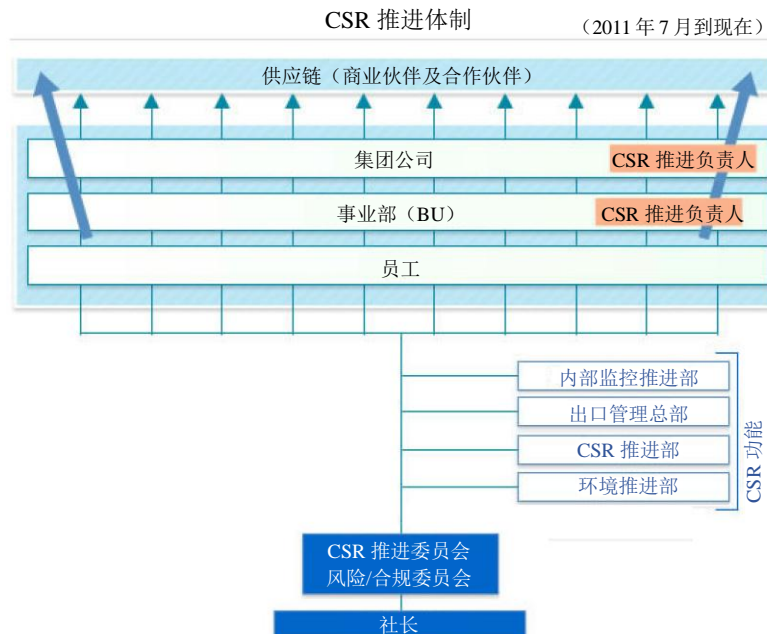 CSR 推进体制
（2011 年 7 月到现在）
供应链（商业伙伴及合作伙伴）
集团公司
CSR 推进负责人
事业部（BU）
CSR 推进负责人
员工
内部监控推进部
出口管理总部
CSR 推进部
环境推进部
CSR 功能
CSR 推进委员会
风险/合规委员会
社长